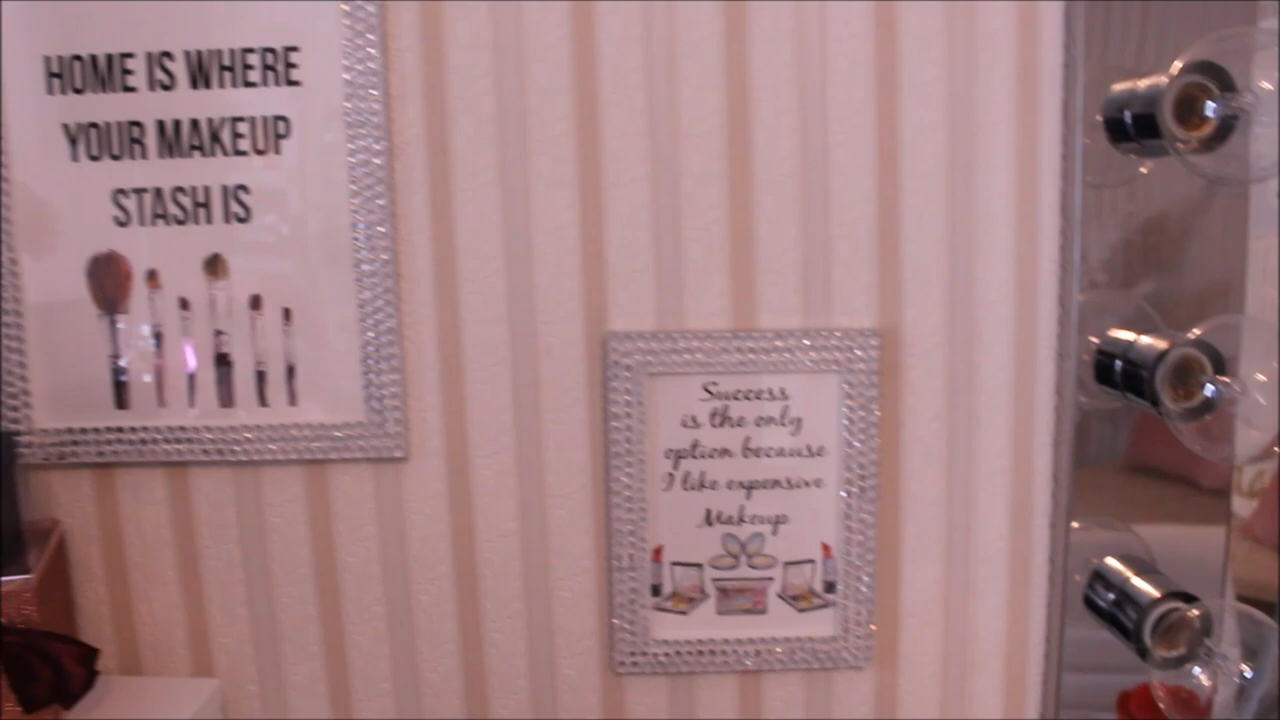 HOME IS WHERE
YOUR MAKEUP
STASH IS
Success
is the only
option because
I like expensive
Makeup